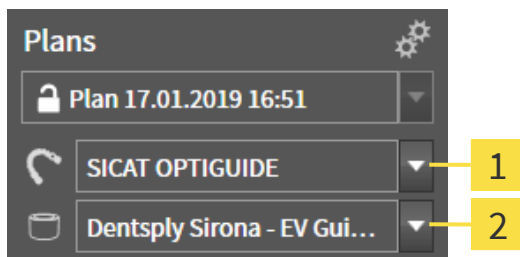 Plans
Plan 17.01.2019 16:51
SICAT OPTIGUIDE
1
Dentsply Sirona - EV Gui...
2